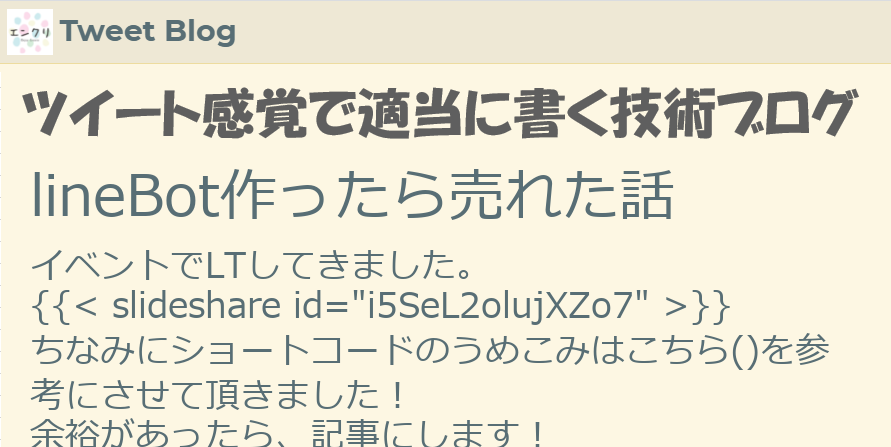 エンクリ
Tweet Blog
ツイート感覚で適当に書く技術ブログ
lineBot作ったら売れた話
イベントでLTしてきました。
{{< slideshare id="i5SeL2olujXZo7" >}}
ちなみにショートコードのうめこみはこちら()を参
考にさせて頂きました！
余裕があったら、記事にします！